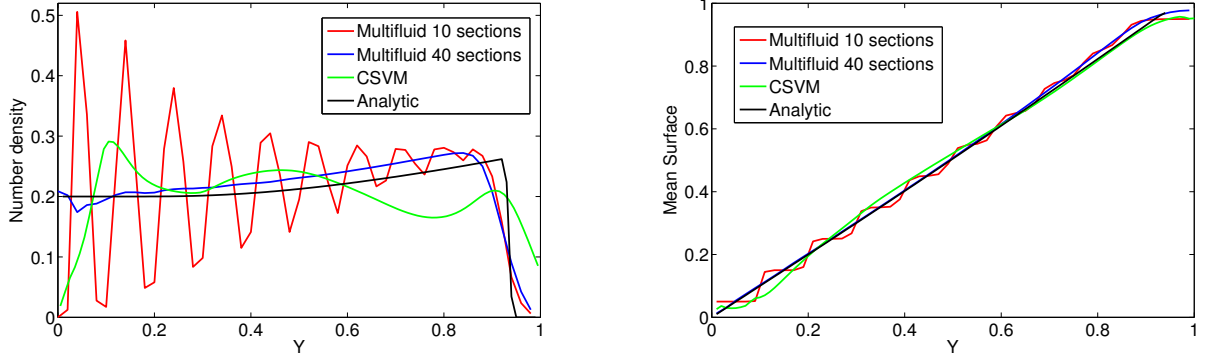 Number density
0.5
0.4
0.3
0.2
0.1
0
0
0.2
0.4
0.6
0.8
1
Y
Multifluid 10 sections
Multifluid 40 sections
CSVM
Analytic
Mean Surface
1
0.8
0.6
0.4
0.2
0
0
0.2
0.4
0.6
0.8
1
Y
Multifluid 10 sections
Multifluid 40 sections
CSVM
Analytic